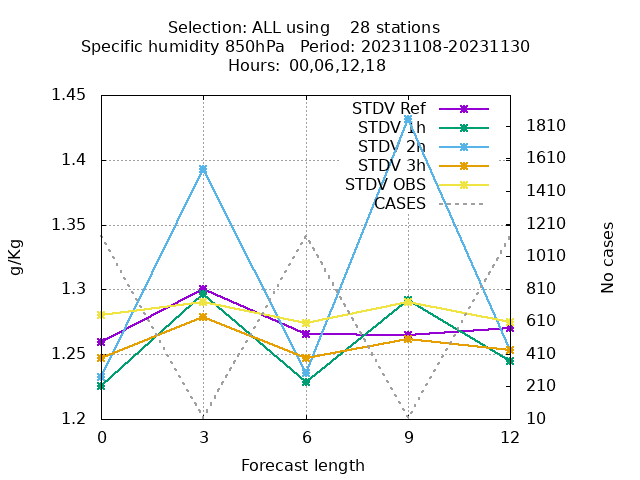 Selection: ALL using 28 stations
Specific humidity 850hPa Period: 20231108-20231130
Hours: 00,06,12,18
STDV Ref
STDV 1h
STDV 2h
STDV 3h
STDV OBS
CASES
1.45
1.4
1.35
1.3
1.25
1.2
1810
1610
1410
1210
1010
810
610
410
210
10
g/Kg
No cases
0 3 6 9 12
Forecast length